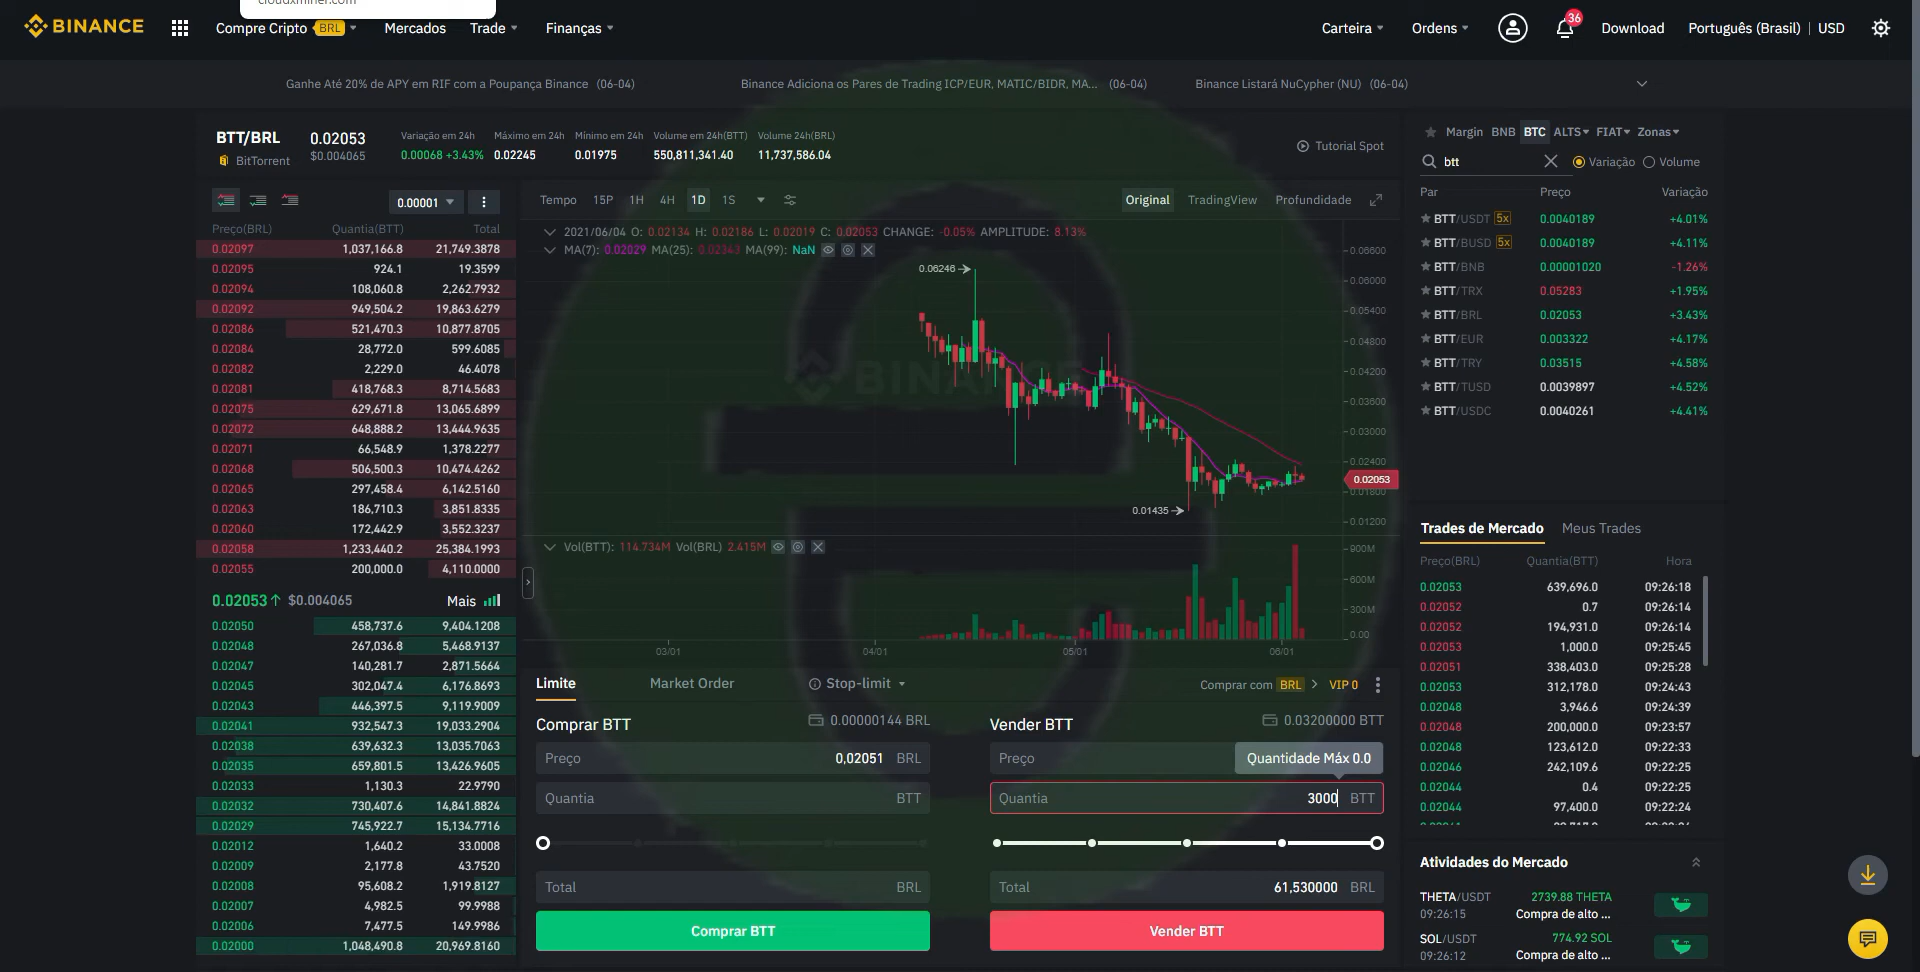 cloudxminer.com
BINANCE
Compre Cripto BRL
Mercados
Trade
Finanças
Carteira
Ordens
36
Download
Português (Brasil) | USD
Ganhe Até 20% de APY em RIF com a Poupança Binance (06-04)
Binance Adiciona os Pares de Trading ICP/EUR, MATIC/BIDR, MA... (06-04)
Binance Listará NuCypher (NU) (06-04)
BTT/BRL
BitTorrent
0.02053
$0.004065
Variação em 24h
0.00068 +3.43%
Máximo em 24h
0.02245
Mínimo em 24h
0.01975
Volume em 24h(BTT)
550,811,341.40
Volume 24h(BRL)
11,737,586.04
Tutorial Spot
0.00001
Preço(BRL) Quantia(BTT) Total
0.02097 1,037,166.8 21,749.3878
0.02095 924.1 19.3599
0.02094 108,060.8 2,262.7932
0.02092 949,504.2 19,863.6279
0.02086 521,470.3 10,877.8705
0.02084 28,772.0 599.6085
0.02082 2,229.0 46.4078
0.02081 418,768.3 8,714.5683
0.02075 629,671.8 13,065.6899
0.02072 648,888.2 13,444.9635
0.02071 66,548.9 1,378.2277
0.02068 506,500.3 10,474.4262
0.02065 297,458.4 6,142.5160
0.02063 186,710.3 3,851.8335
0.02060 172,442.9 3,552.3237
0.02058 1,233,440.2 25,384.1993
0.02055 200,000.0 4,110.0000
0.02053↑ $0.004065 Mais
0.02050 458,737.6 9,404.1208
0.02048 267,036.8 5,468.9137
0.02047 140,281.7 2,871.5664
0.02045 302,047.4 6,176.8693
0.02043 446,397.5 9,119.9009
0.02041 932,547.3 19,033.2904
0.02038 639,632.3 13,035.7063
0.02035 659,801.5 13,426.9605
0.02033 1,130.3 22.9790
0.02032 730,407.6 14,841.8824
0.02029 745,922.7 15,134.7716
0.02012 1,640.2 33.0008
0.02009 2,177.8 43.7520
0.02008 95,608.2 1,919.8127
0.02007 4,982.5 99.9988
0.02006 7,477.5 149.9986
0.02000 1,048,490.8 20,969.8160
Tempo 15P 1H 4H 1D 1S
Original TradingView Profundidade
2021/06/04 O: 0.02134 H: 0.02186 L: 0.02019 C: 0.02053 CHANGE: -0.05% AMPLITUDE: 8.13%
MA(7): 0.02029 MA(25): 0.02343 MA(99): NaN
0.06246
BINANCE
0.01435
0.06600
0.06000
0.05400
0.04800
0.04200
0.03600
0.03000
0.02400
0.02053
0.01800
0.01200
Vol(BTT): 114.734M Vol(BRL) 2.415M
900M
600M
300M
0.00
03/01 04/01 05/01 06/01
Limite
Market Order
Stop-limit
Comprar com BRL > VIP 0
Comprar BTT
0.00000144 BRL
Preço 0,02051 BRL
Quantia BTT
Total BRL
Comprar BTT
Vender BTT
0.03200000 BTT
Preço
Quantidade Máx 0.0
Quantia 3000 BTT
Total 61,530000 BRL
Vender BTT
Margin BNB BTC ALTS FIAT Zonas
btt
Variação Volume
Par Preço Variação
BTT/USDT 5x 0.0040189 +4.01%
BTT/BUSD 5x 0.0040189 +4.11%
BTT/BNB 0.00001020 -1.26%
BTT/TRX 0.05283 +1.95%
BTT/BRL 0.02053 +3.43%
BTT/EUR 0.003322 +4.17%
BTT/TRY 0.03515 +4.58%
BTT/TUSD 0.0039897 +4.52%
BTT/USDC 0.0040261 +4.41%
Trades de Mercado
Meus Trades
Preço(BRL) Quantia(BTT) Hora
0.02053 639,696.0 09:26:18
0.02052 0.7 09:26:14
0.02052 194,931.0 09:26:14
0.02053 1,000.0 09:25:45
0.02051 338,403.0 09:25:28
0.02053 312,178.0 09:24:43
0.02048 3,946.6 09:24:39
0.02048 200,000.0 09:23:57
0.02048 123,612.0 09:22:33
0.02046 242,109.6 09:22:25
0.02044 0.4 09:22:25
0.02044 97,400.0 09:22:24
Atividades do Mercado
THETA/USDT 2739.88 THETA
09:26:15 Compra de alto ...
SOL/USDT 774.92 SOL
09:26:12 Compra de alto ...